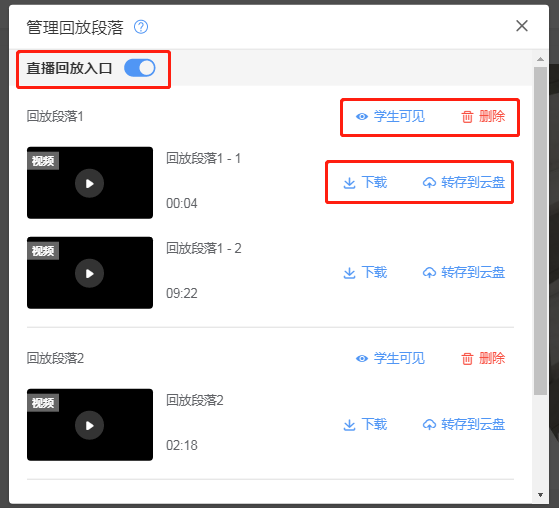 管理回放段落 ?
直播回放入口
回放段落1 学生可见 删除
视频 回放段落1 - 1
下载 转存到云盘
00:04
视频 回放段落1 - 2
下载 转存到云盘
09:22
回放段落2 学生可见 删除
视频 回放段落2
下载 转存到云盘
02:18